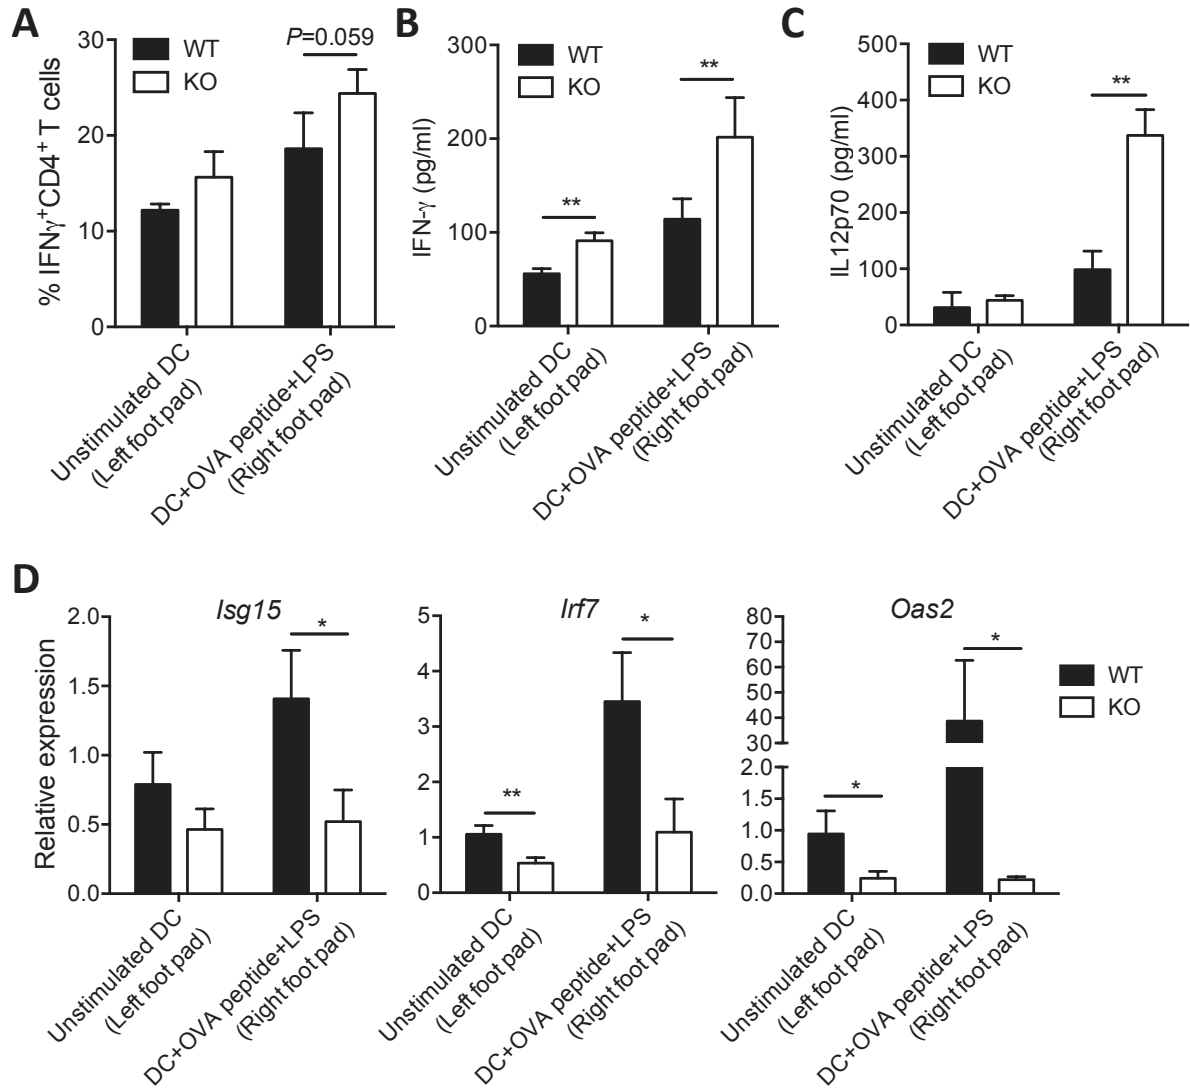 A
% IFNγ⁺CD4⁺ T cells
30
20
10
0
WT
KO
P=0.059
Unstimulated DC
(Left foot pad)
DC+OVA peptide+LPS
(Right foot pad)
B
IFN-γ (pg/ml)
300
200
100
0
WT
KO
**
**
Unstimulated DC
(Left foot pad)
DC+OVA peptide+LPS
(Right foot pad)
C
IL12p70 (pg/ml)
500
400
300
200
100
0
WT
KO
**
Unstimulated DC
(Left foot pad)
DC+OVA peptide+LPS
(Right foot pad)
D
Relative expression
Isg15
2.0
1.5
1.0
0.5
0.0
*
Unstimulated DC
(Left foot pad)
DC+OVA peptide+LPS
(Right foot pad)
Irf7
5
4
3
2
1
0
**
*
Unstimulated DC
(Left foot pad)
DC+OVA peptide+LPS
(Right foot pad)
Oas2
80
70
60
50
40
30
2.0
1.5
1.0
0.5
0.0
*
*
Unstimulated DC
(Left foot pad)
DC+OVA peptide+LPS
(Right foot pad)
WT
KO